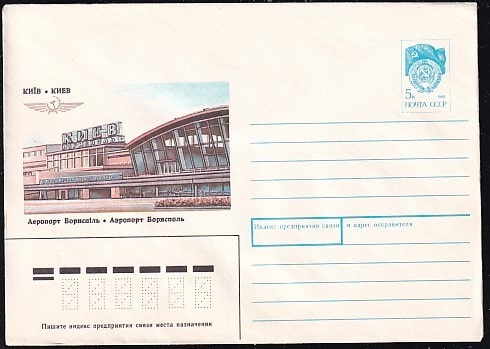 КИЇВ • КИЕВ
КИЕВ
Аеропорт Бориспіль • Аэропорт Борисполь
5к
ПОЧТА СССР
Индекс предприятия связи и адрес отправителя
Пишите индекс предприятия связи места назначения